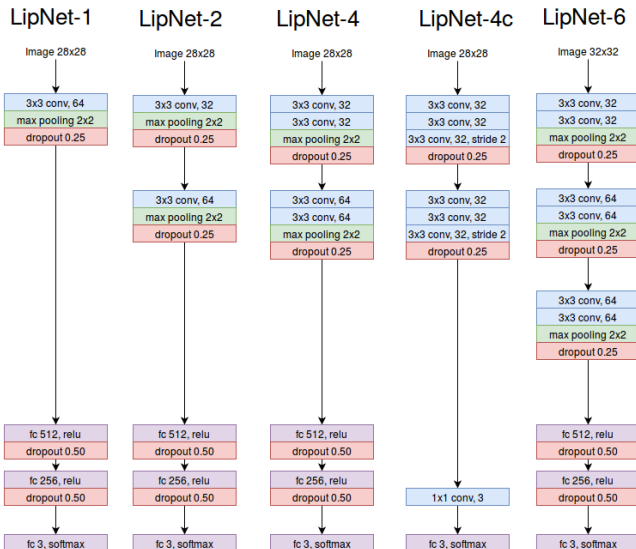 LipNet-1
Image 28x28
3x3 conv, 64
max pooling 2x2
dropout 0.25
fc 512, relu
dropout 0.50
fc 256, relu
dropout 0.50
fc 3, softmax
LipNet-2
Image 28x28
3x3 conv, 32
max pooling 2x2
dropout 0.25
3x3 conv, 64
max pooling 2x2
dropout 0.25
fc 512, relu
dropout 0.50
fc 256, relu
dropout 0.50
fc 3, softmax
LipNet-4
Image 28x28
3x3 conv, 32
3x3 conv, 32
max pooling 2x2
dropout 0.25
3x3 conv, 64
3x3 conv, 64
max pooling 2x2
dropout 0.25
fc 512, relu
dropout 0.50
fc 256, relu
dropout 0.50
fc 3, softmax
LipNet-4c
Image 28x28
3x3 conv, 32
3x3 conv, 32
3x3 conv, 32, stride 2
dropout 0.25
3x3 conv, 32
3x3 conv, 32
3x3 conv, 32, stride 2
dropout 0.25
1x1 conv, 3
fc 3, softmax
LipNet-6
Image 32x32
3x3 conv, 32
3x3 conv, 32
max pooling 2x2
dropout 0.25
3x3 conv, 64
3x3 conv, 64
max pooling 2x2
dropout 0.25
3x3 conv, 64
3x3 conv, 64
max pooling 2x2
dropout 0.25
fc 512, relu
dropout 0.50
fc 256, relu
dropout 0.50
fc 3, softmax